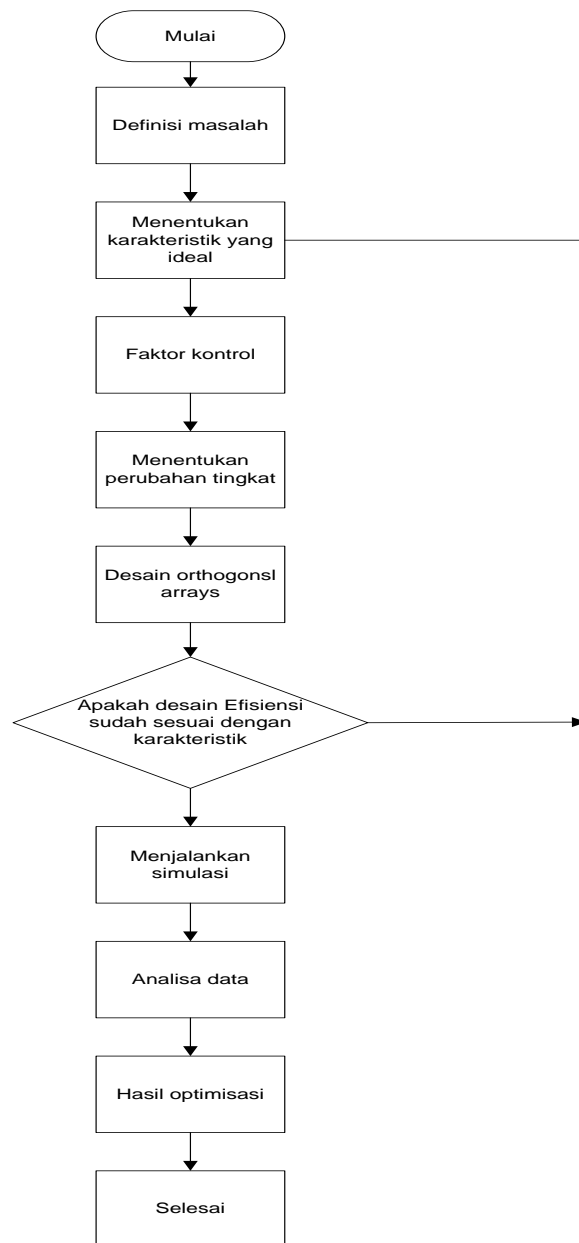 Mulai
Definisi masalah
Menentukan
karakteristik yang
ideal
Faktor kontrol
Menentukan
perubahan tingkat
Desain orthogonsl
arrays
Apakah desain Efisiensi
sudah sesuai dengan
karakteristik
Menjalankan
simulasi
Analisa data
Hasil optimisasi
Selesai